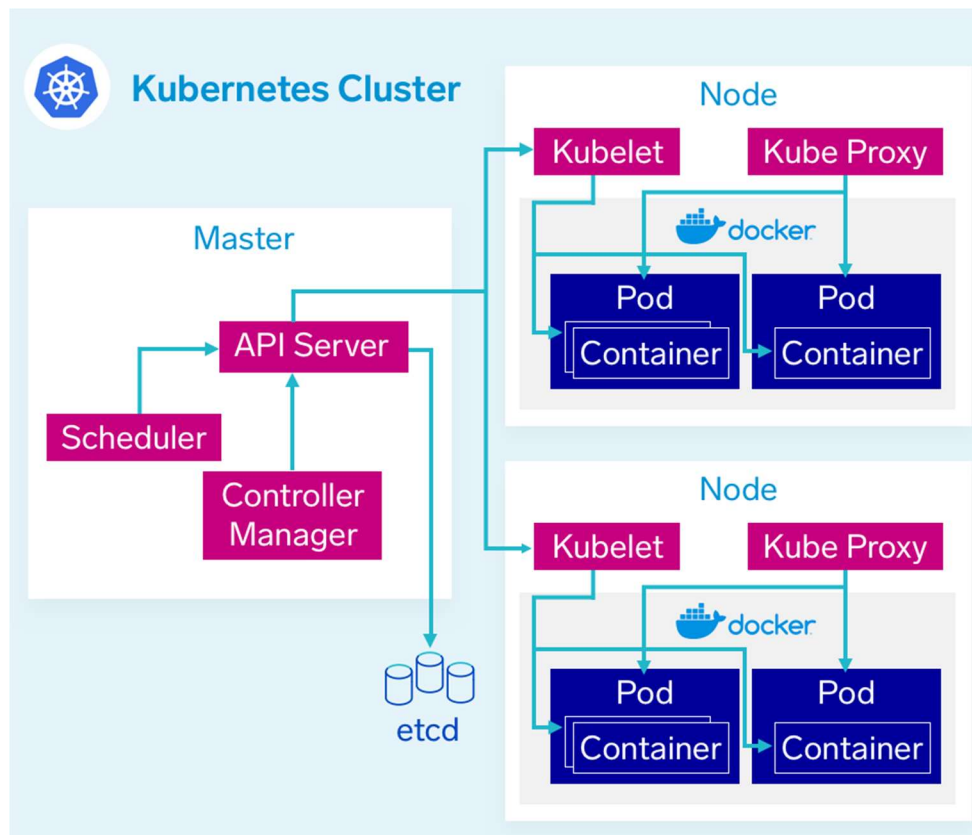 Kubernetes Cluster
Master
API Server
Scheduler
Controller
Manager
etcd
Node
Kubelet
Kube Proxy
docker
Pod
Container
Pod
Container
Node
Kubelet
Kube Proxy
docker
Pod
Container
Pod
Container